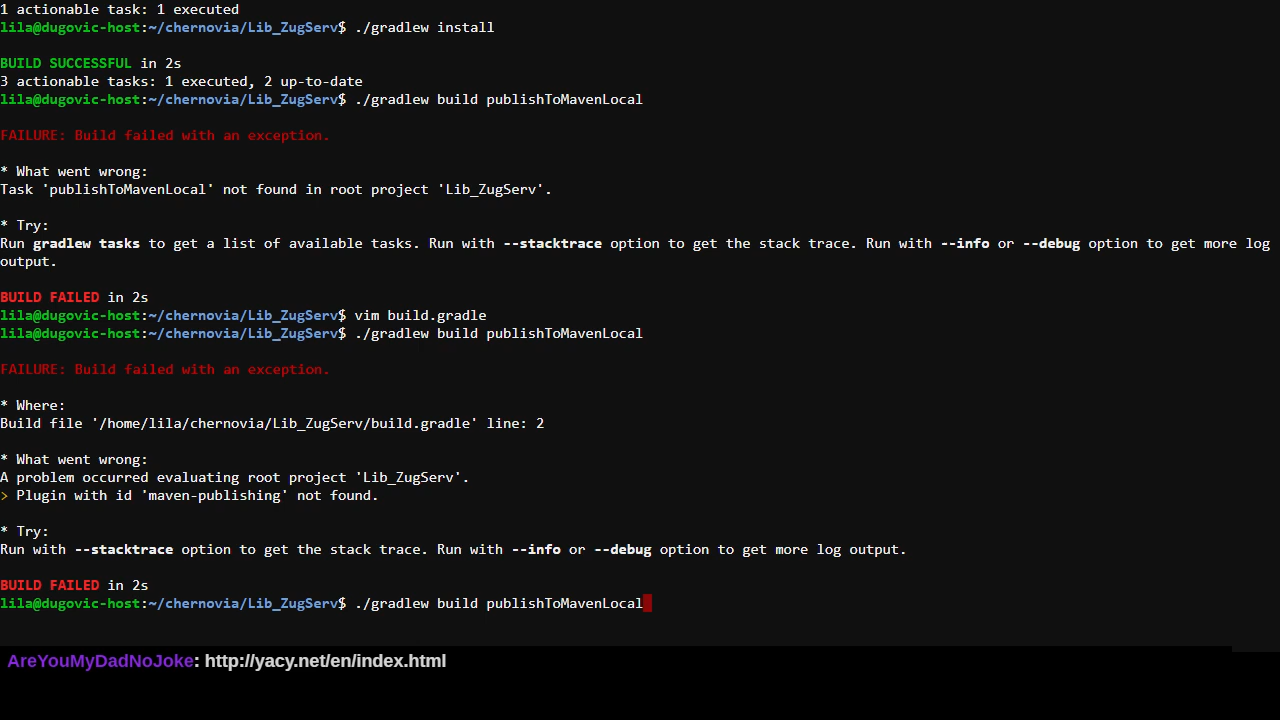 1 actionable task: 1 executed
lila@dugovic-host:~/chernovia/Lib_ZugServ$ ./gradlew install
BUILD SUCCESSFUL in 2s
3 actionable tasks: 1 executed, 2 up-to-date
lila@dugovic-host:~/chernovia/Lib_ZugServ$ ./gradlew build publishToMavenLocal
FAILURE: Build failed with an exception.
* What went wrong:
Task 'publishToMavenLocal' not found in root project 'Lib_ZugServ'.
* Try:
Run gradlew tasks to get a list of available tasks. Run with --stacktrace option to get the stack trace. Run with --info or --debug option to get more log
output.
BUILD FAILED in 2s
lila@dugovic-host:~/chernovia/Lib_ZugServ$ vim build.gradle
lila@dugovic-host:~/chernovia/Lib_ZugServ$ ./gradlew build publishToMavenLocal
FAILURE: Build failed with an exception.
* Where:
Build file '/home/lila/chernovia/Lib_ZugServ/build.gradle' line: 2
* What went wrong:
A problem occurred evaluating root project 'Lib_ZugServ'.
> Plugin with id 'maven-publishing' not found.
* Try:
Run with --stacktrace option to get the stack trace. Run with --info or --debug option to get more log output.
BUILD FAILED in 2s
lila@dugovic-host:~/chernovia/Lib_ZugServ$ ./gradlew build publishToMavenLocal
AreYouMyDadNoJoke: http://yacy.net/en/index.html